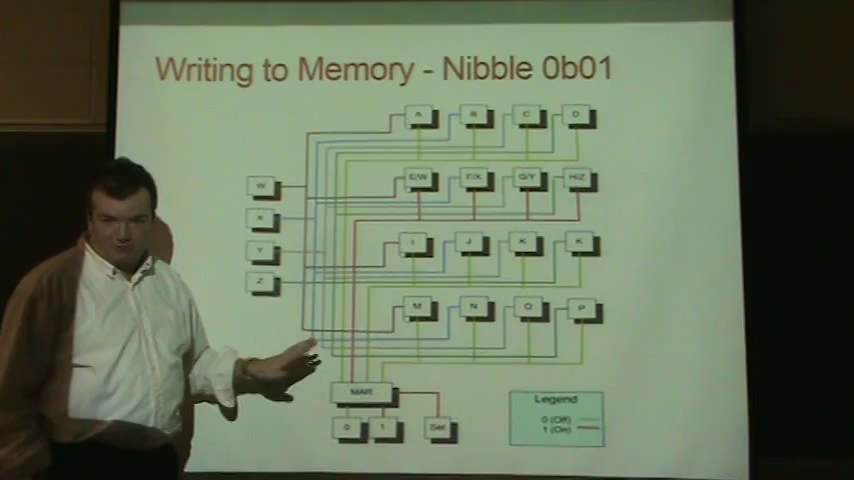 Writing to Memory - Nibble 0b01
A B C D
W E/W F/X G/Y H/Z
X
Y I J K K
Z
M N O P
MAR
0 1 Set
Legend
0 (Off)
1 (On)